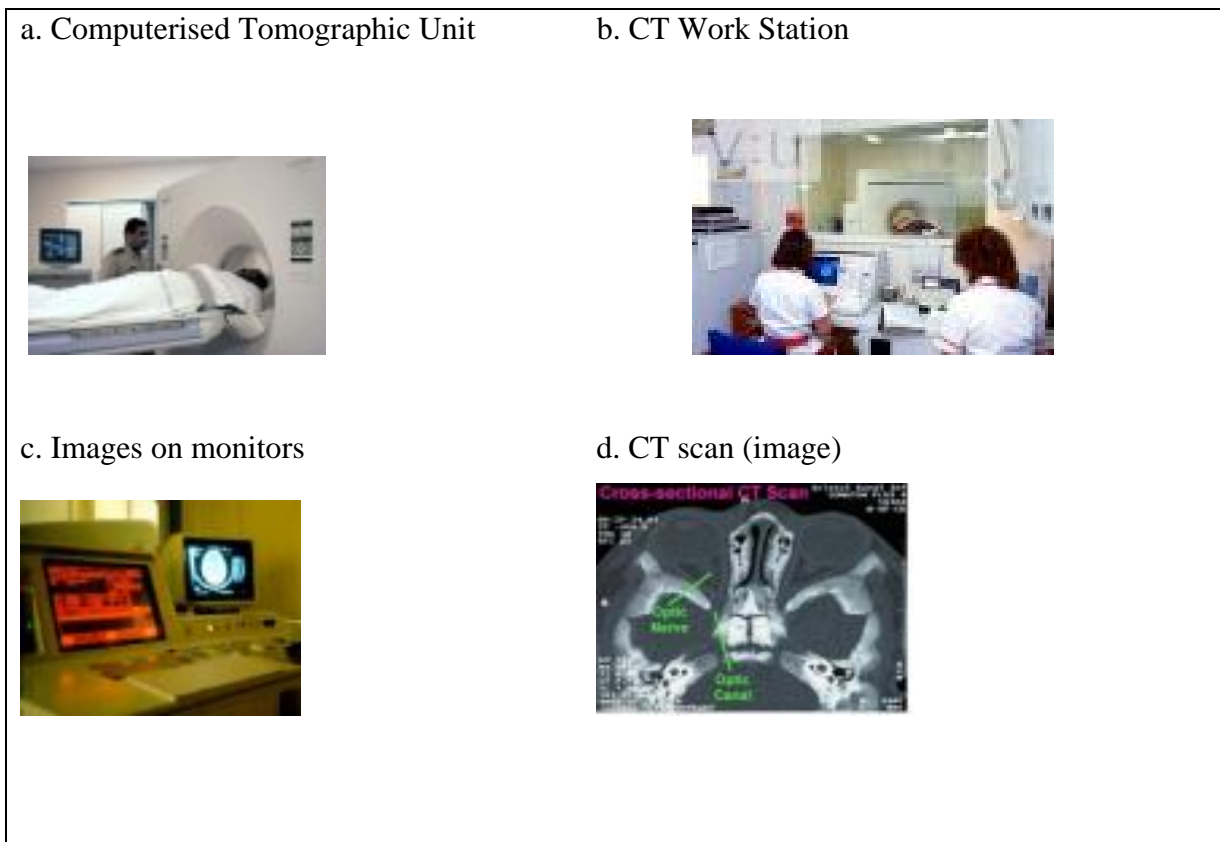 a. Computerised Tomographic Unit
b. CT Work Station
c. Images on monitors
d. CT scan (image)
Cross-sectional CT Scan
Optic
Nerve
Optic
Canal